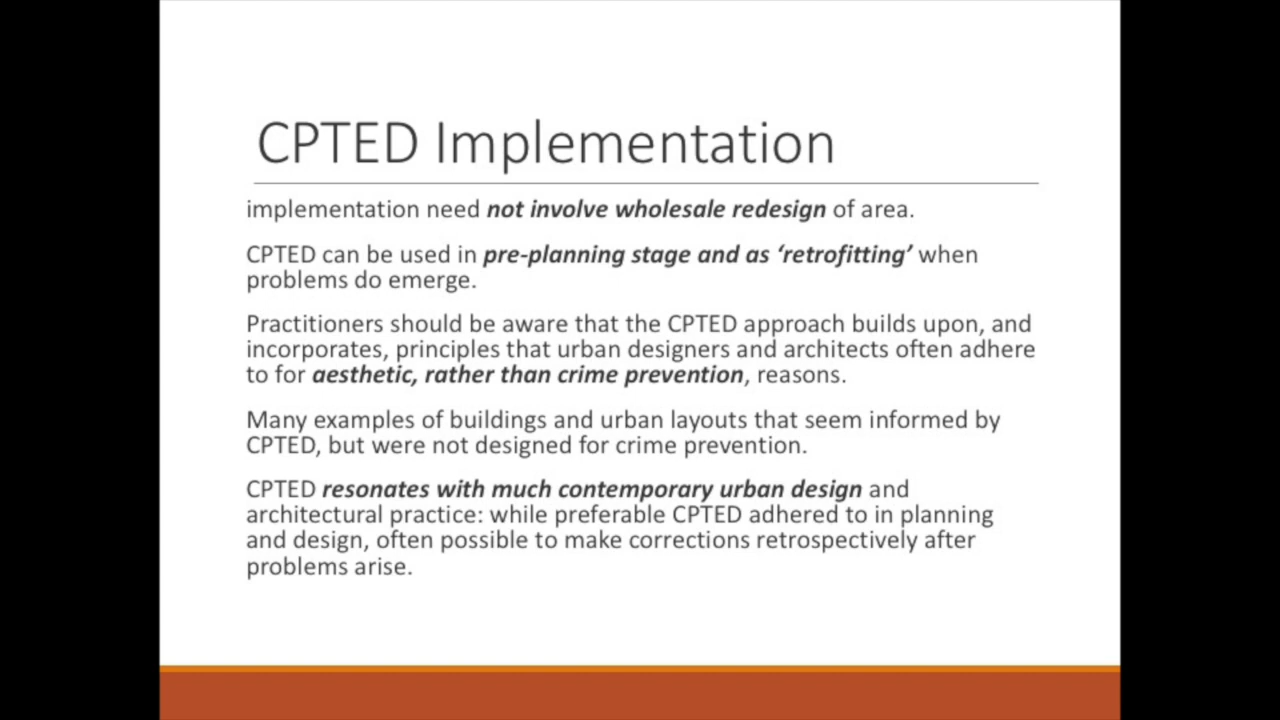 CPTED Implementation
implementation need not involve wholesale redesign of area.
CPTED can be used in pre-planning stage and as ‘retrofitting’ when
problems do emerge.
Practitioners should be aware that the CPTED approach builds upon, and
incorporates, principles that urban designers and architects often adhere
to for aesthetic, rather than crime prevention, reasons.
Many examples of buildings and urban layouts that seem informed by
CPTED, but were not designed for crime prevention.
CPTED resonates with much contemporary urban design and
architectural practice: while preferable CPTED adhered to in planning
and design, often possible to make corrections retrospectively after
problems arise.